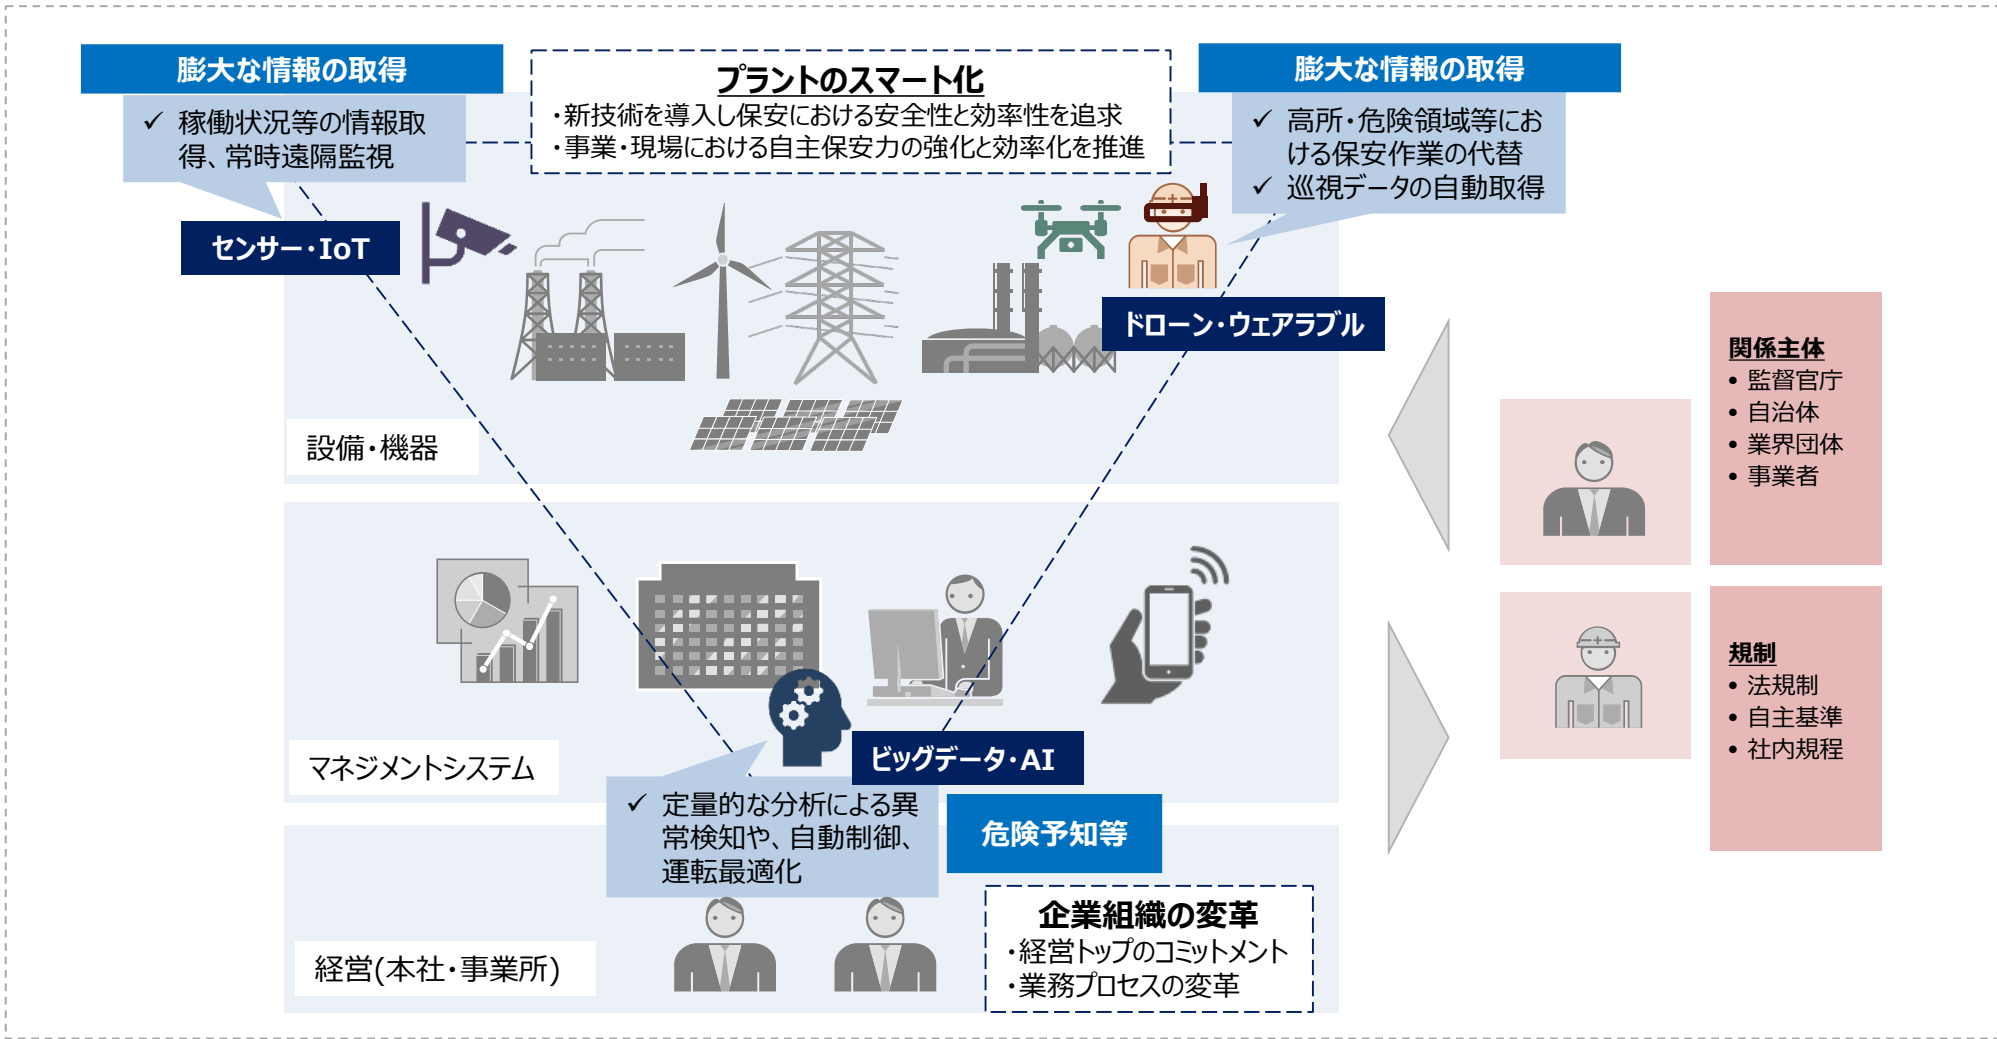 膨大な情報の取得
✓ 稼働状況等の情報取
得、常時遠隔監視
センサー・IoT
プラントのスマート化
・新技術を導入し保安における安全性と効率性を追求
・事業・現場における自主保安力の強化と効率化を推進
膨大な情報の取得
✓ 高所・危険領域等にお
ける保安作業の代替
✓ 巡視データの自動取得
ドローン・ウェアラブル
設備・機器
マネジメントシステム
ビッグデータ・AI
✓ 定量的な分析による異
常検知や、自動制御、
運転最適化
危険予知等
経営(本社・事業所)
企業組織の変革
・経営トップのコミットメント
・業務プロセスの変革
関係主体
• 監督官庁
• 自治体
• 業界団体
• 事業者
規制
• 法規制
• 自主基準
• 社内規程